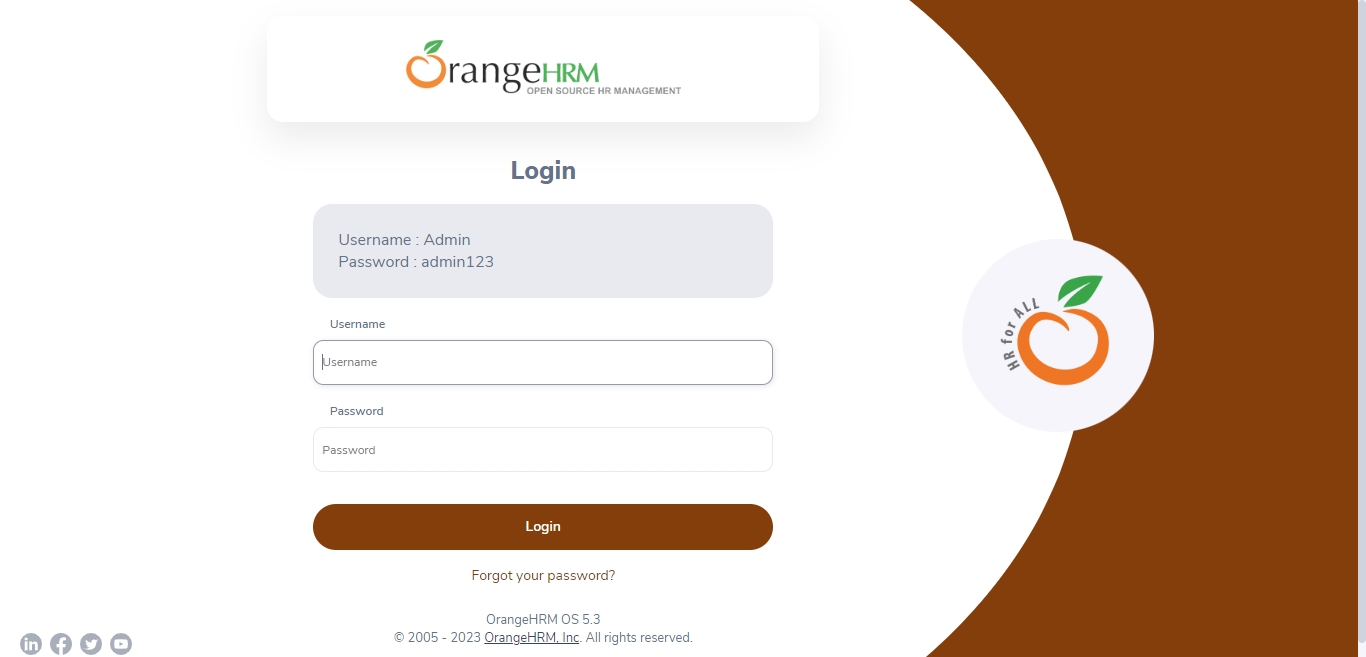 OrangeHRM
OPEN SOURCE HR MANAGEMENT
Login
Username : Admin
Password : admin123
Username
Username
Password
Password
Login
Forgot your password?
OrangeHRM OS 5.3
© 2005 - 2023 OrangeHRM, Inc. All rights reserved.
HR for ALL